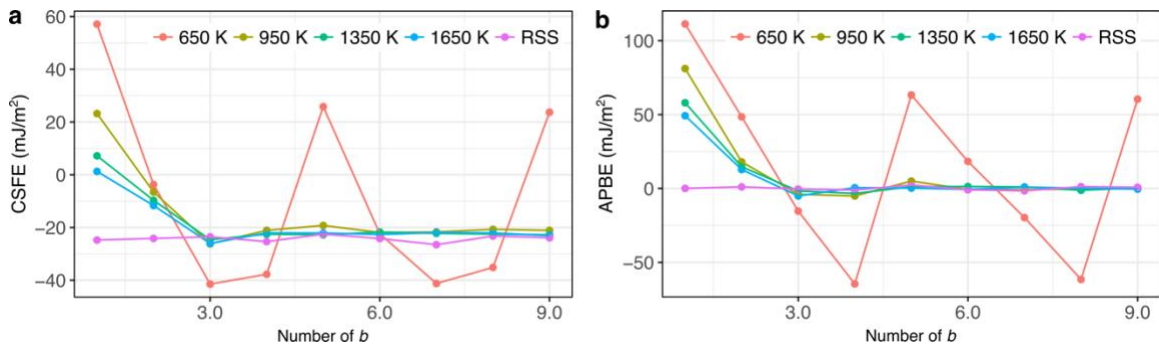 a
60
40
20
0
−20
−40
CSFE (mJ/m²)
650 K 950 K 1350 K 1650 K RSS
3.0 6.0 9.0
Number of b
b
100
50
0
−50
APBE (mJ/m²)
650 K 950 K 1350 K 1650 K RSS
3.0 6.0 9.0
Number of b